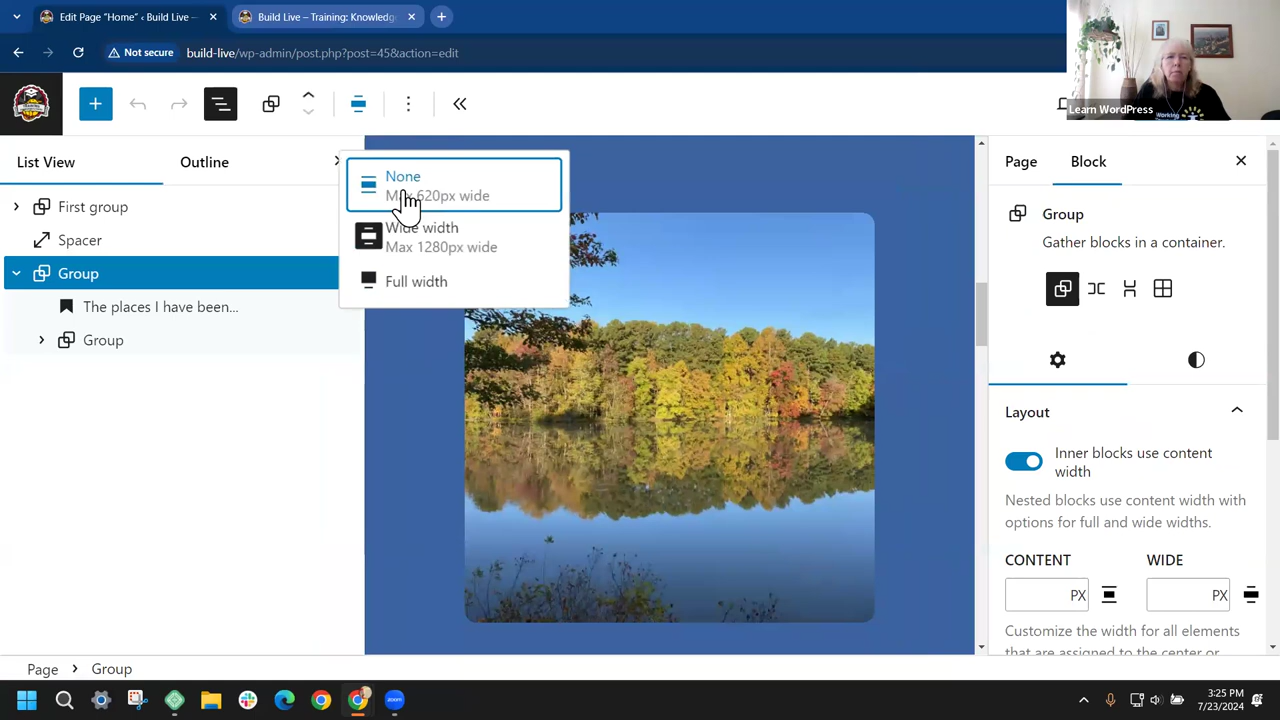 Edit Page "Home" ‹ Build Live —
Build Live – Training: Knowledg
Not secure
build-live/wp-admin/post.php?post=45&action=edit
Learn WordPress
List View
Outline
None
Max 620px wide
Wide width
Max 1280px wide
Full width
First group
Spacer
Group
The places I have been...
Group
Page
Block
Group
Gather blocks in a container.
Layout
Inner blocks use content
width
Nested blocks use content width with
options for full and wide widths.
CONTENT
WIDE
PX
PX
Customize the width for all elements
that are assigned to the center or
Page
Group
3:25 PM
7/23/2024